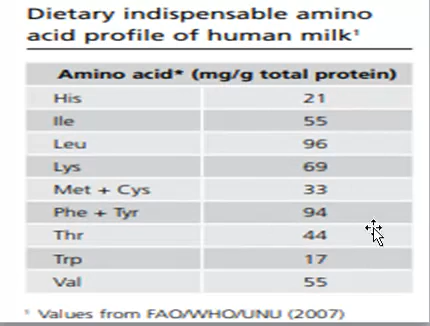 Dietary indispensable amino
acid profile of human milk¹
Amino acid* (mg/g total protein)
His 21
Ile 55
Leu 96
Lys 69
Met + Cys 33
Phe + Tyr 94
Thr 44
Trp 17
Val 55
¹ Values from FAO/WHO/UNU (2007)